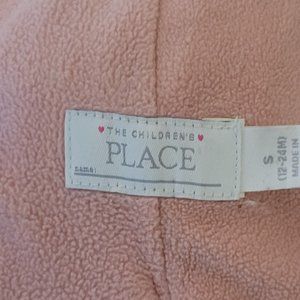 THE CHILDREN'S
PLACE
name:
S
(12-24M)
MADE IN